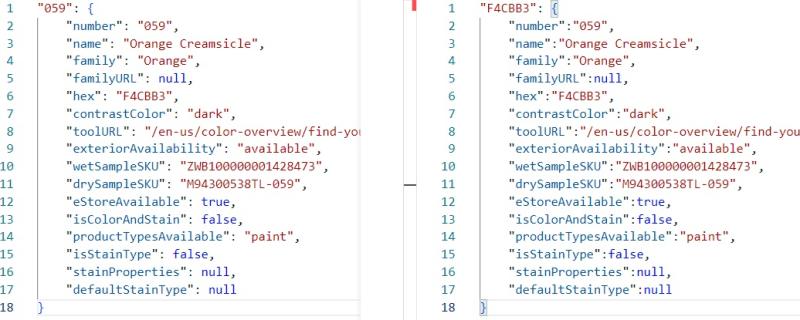 1 "059": {
2 "number": "059",
3 "name": "Orange Creamsicle",
4 "family": "Orange",
5 "familyURL": null,
6 "hex": "F4CBB3",
7 "contrastColor": "dark",
8 "toolURL": "/en-us/color-overview/find-you
9 "exteriorAvailability": "available",
10 "wetSampleSKU": "ZWB100000001428473",
11 "drySampleSKU": "M94300538TL-059",
12 "eStoreAvailable": true,
13 "isColorAndStain": false,
14 "productTypesAvailable": "paint",
15 "isStainType": false,
16 "stainProperties": null,
17 "defaultStainType": null
18 }
1 "F4CBB3": {
2 "number":"059",
3 "name":"Orange Creamsicle",
4 "family":"Orange",
5 "familyURL":null,
6 "hex":"F4CBB3",
7 "contrastColor":"dark",
8 "toolURL":"/en-us/color-overview/find-you
9 "exteriorAvailability":"available",
10 "wetSampleSKU":"ZWB100000001428473",
11 "drySampleSKU":"M94300538TL-059",
12 "eStoreAvailable":true,
13 "isColorAndStain":false,
14 "productTypesAvailable":"paint",
15 "isStainType":false,
16 "stainProperties":null,
17 "defaultStainType":null
18 }